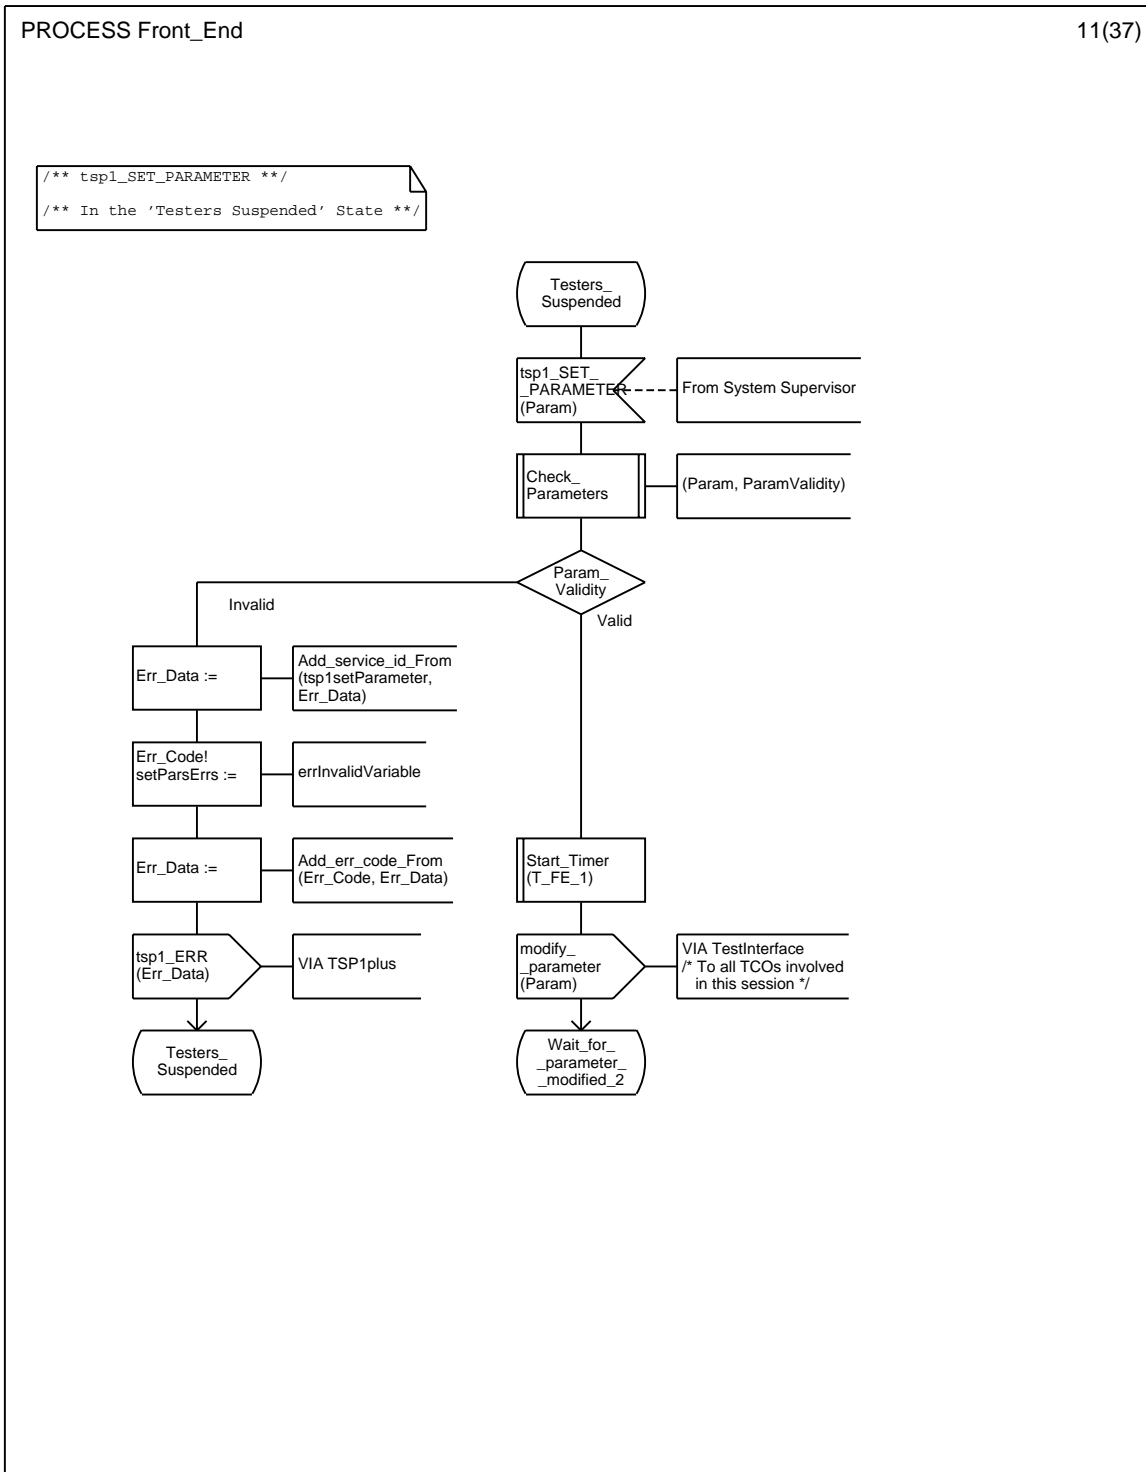 PROCESS Front_End
11(37)
/** tsp1_SET_PARAMETER **/
/** In the 'Testers Suspended' State **/
Testers_
Suspended
tsp1_SET_
_PARAMETER
(Param)
From System Supervisor
Check_
Parameters
(Param, ParamValidity)
Param_
Validity
Invalid
Valid
Err_Data :=
Add_service_id_From
(tsp1setParameter,
Err_Data)
Err_Code!
setParsErrs :=
errInvalidVariable
Err_Data :=
Add_err_code_From
(Err_Code, Err_Data)
Start_Timer
(T_FE_1)
tsp1_ERR
(Err_Data)
VIA TSP1plus
modify_
_parameter
(Param)
VIA TestInterface
/* To all TCOs involved
in this session */
Testers_
Suspended
Wait_for_
_parameter_
_modified_2